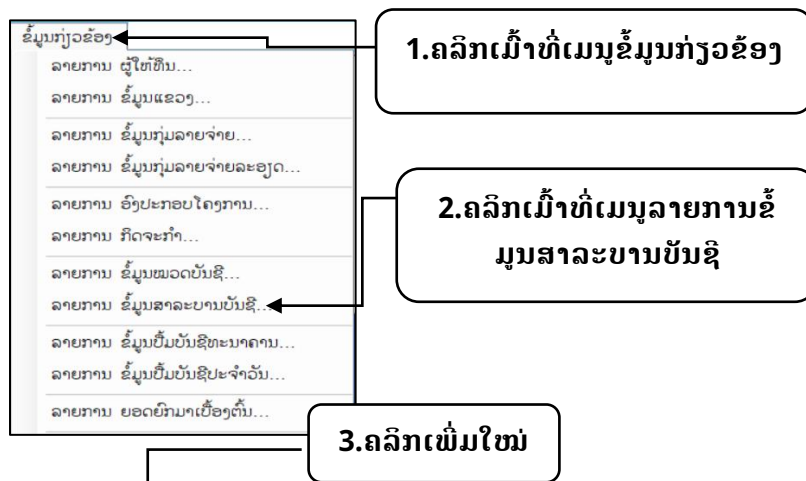 ຂໍ້ມູນກ່ຽວຂ້ອງ
ລາຍການ ຜູ້ໃຫ້ທຶນ...
ລາຍການ ຂໍ້ມູນແຂວງ...
ລາຍການ ຂໍ້ມູນກຸ່ມລາຍຈ່າຍ...
ລາຍການ ຂໍ້ມູນກຸ່ມລາຍຈ່າຍລະອຽດ...
ລາຍການ ອົງປະກອບໂຄງການ...
ລາຍການ ກິດຈະກຳ...
ລາຍການ ຂໍ້ມູນໝວດບັນຊີ...
ລາຍການ ຂໍ້ມູນສາລະບານບັນຊີ...
ລາຍການ ຂໍ້ມູນປຶ້ມບັນຊີທະນາຄານ...
ລາຍການ ຂໍ້ມູນປຶ້ມບັນຊີປະຈຳວັນ...
ລາຍການ ຍອດຍົກມາເບື້ອງຕົ້ນ...
1.ຄລິກເມົ້າທີ່ເມນູຂໍ້ມູນກ່ຽວຂ້ອງ
2.ຄລິກເມົ້າທີ່ເມນູລາຍການຂໍ້
ມູນສາລະບານບັນຊີ
3.ຄລິກເພີ່ມໃໝ່